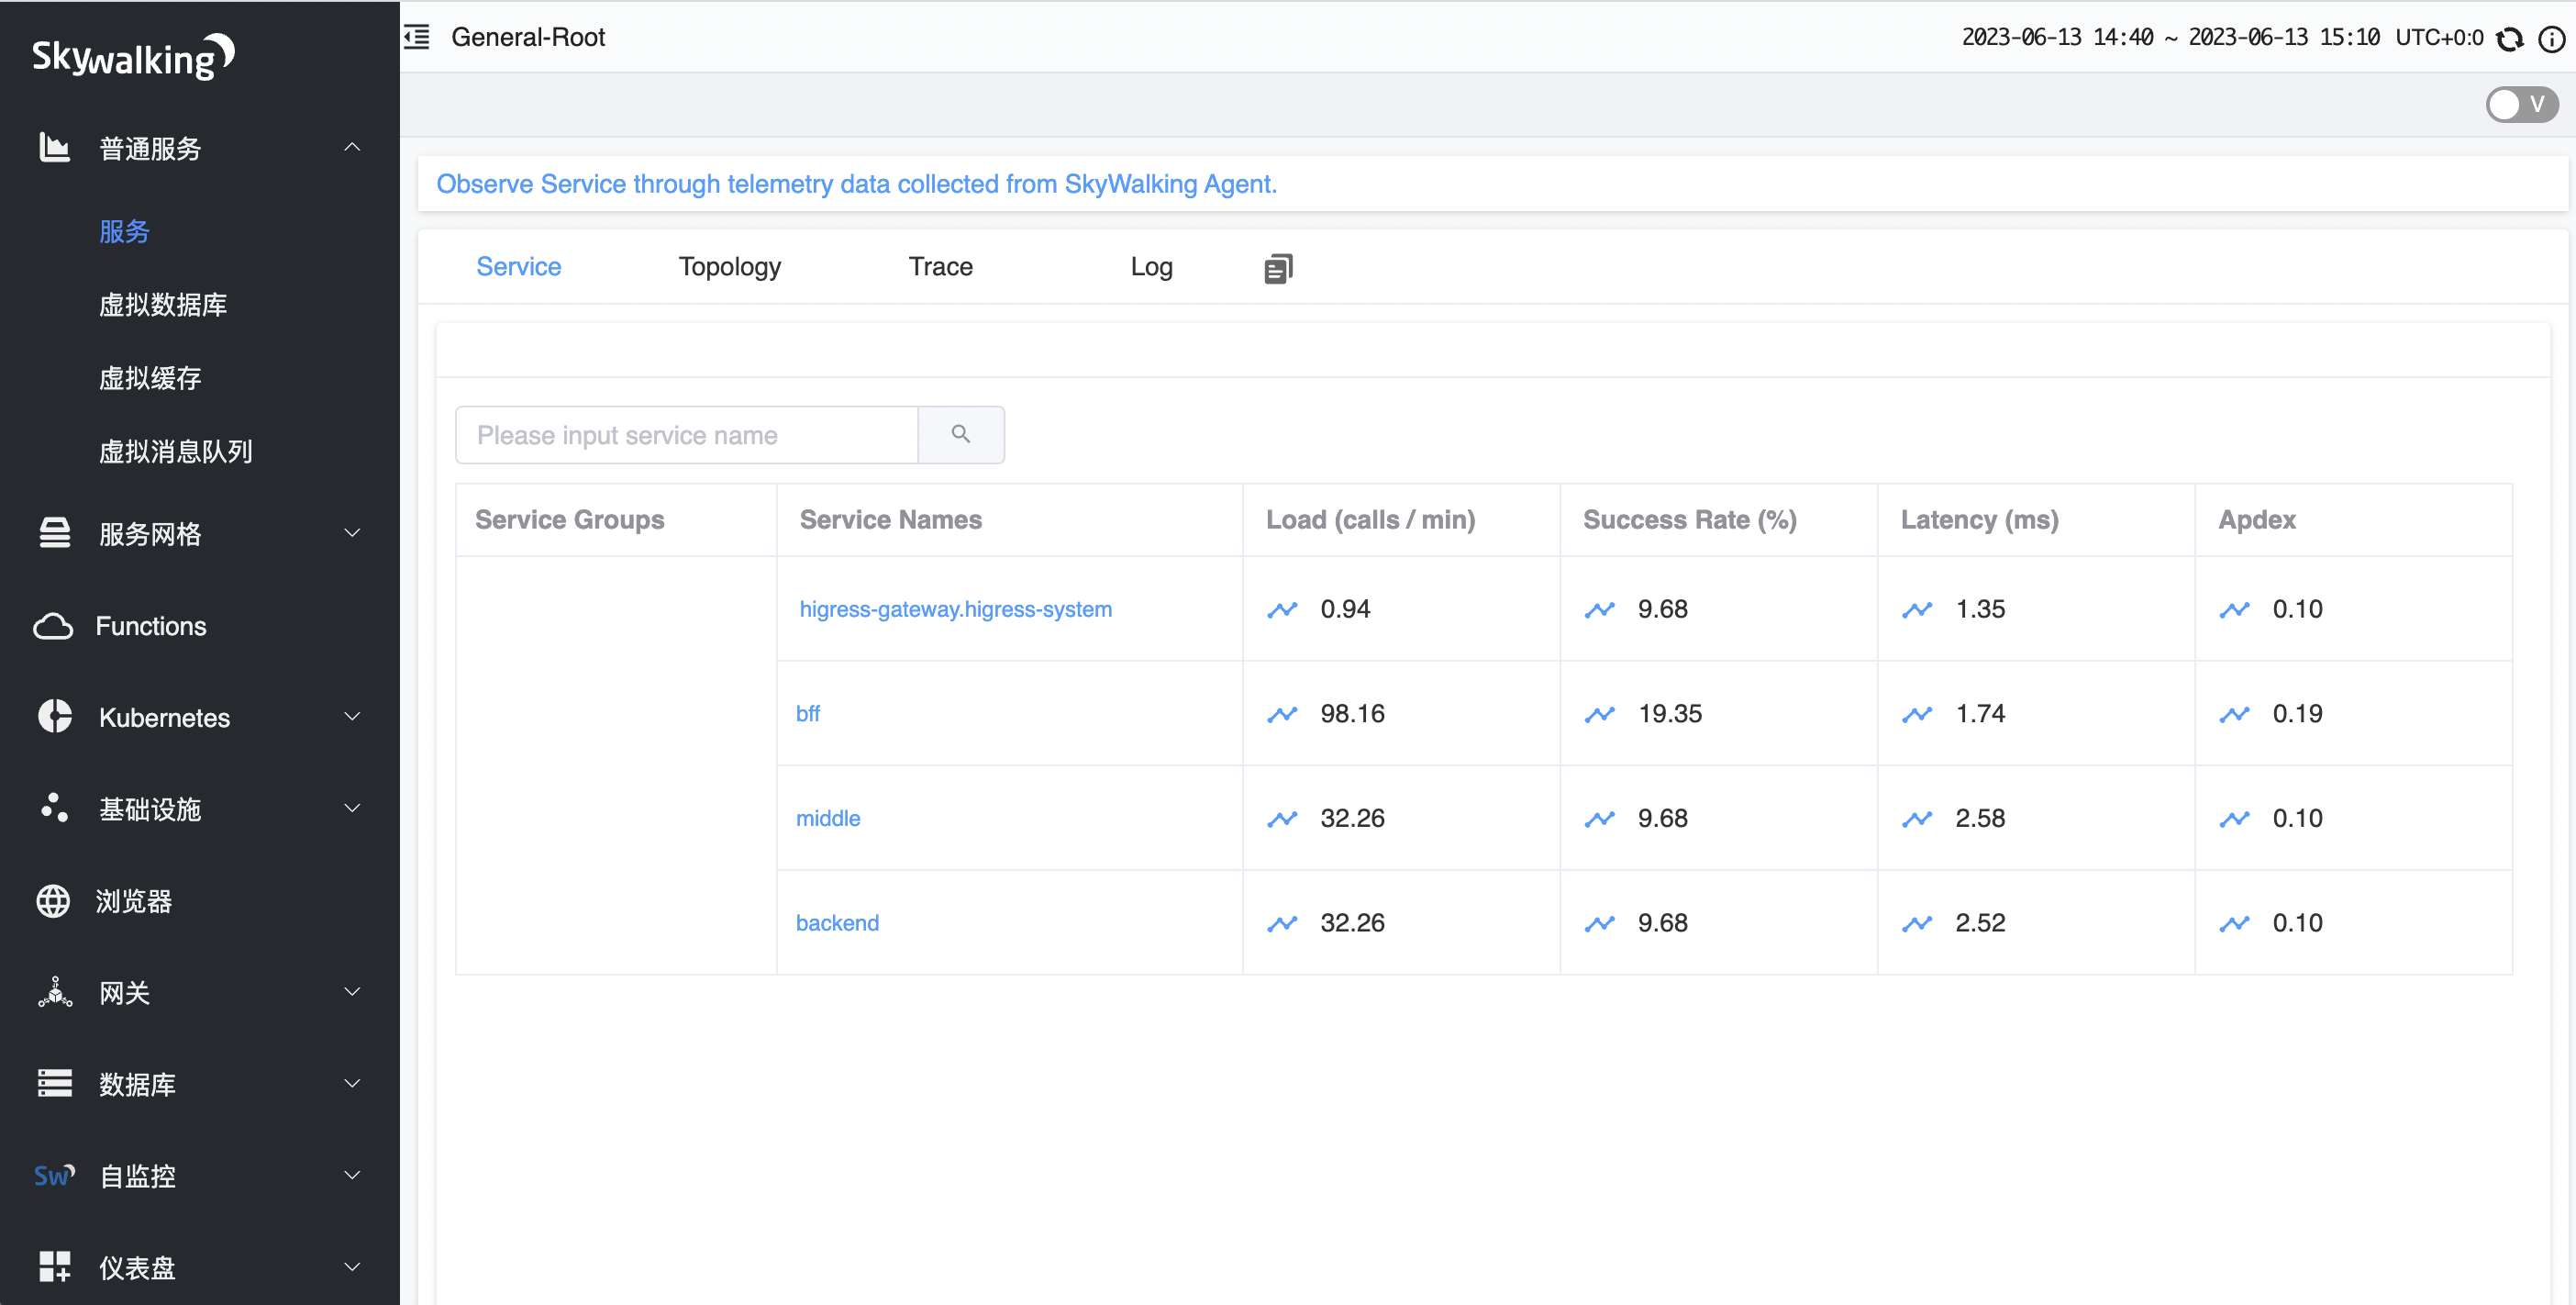 Skywalking
普通服务
服务
虚拟数据库
虚拟缓存
虚拟消息队列
服务网格
Functions
Kubernetes
基础设施
浏览器
网关
数据库
Sw 自监控
仪表盘
General-Root
2023-06-13 14:40 ~ 2023-06-13 15:10 UTC+0:0
V
Observe Service through telemetry data collected from SkyWalking Agent.
Service Topology Trace Log
Please input service name
Service Groups Service Names Load (calls / min) Success Rate (%) Latency (ms) Apdex
higress-gateway.higress-system 0.94 9.68 1.35 0.10
bff 98.16 19.35 1.74 0.19
middle 32.26 9.68 2.58 0.10
backend 32.26 9.68 2.52 0.10